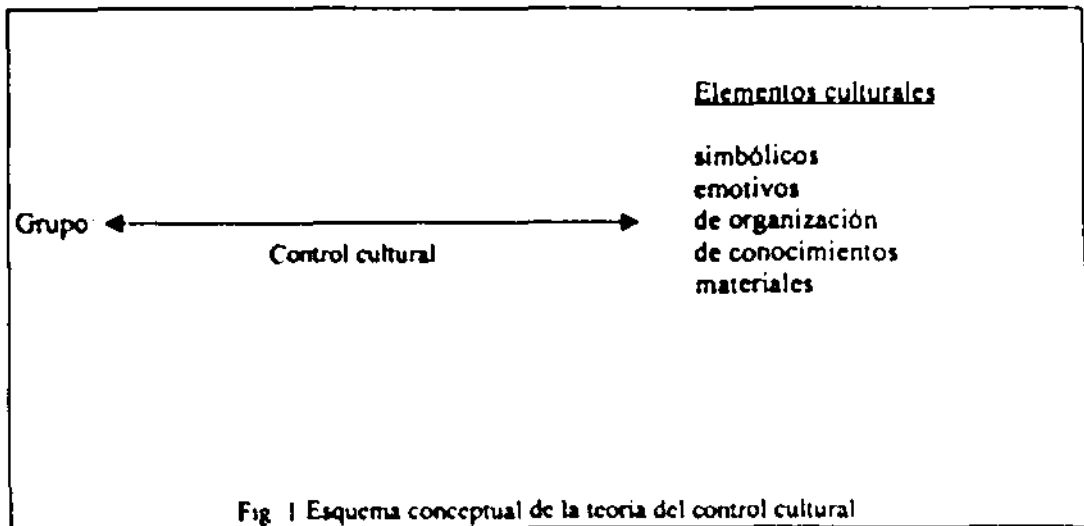 Elementos culturales
simbólicos
emotivos
Grupo
de organización
Control cultural
de conocimientos
materiales
Fig 1 Esquema conceptual de la teoria del control cultural